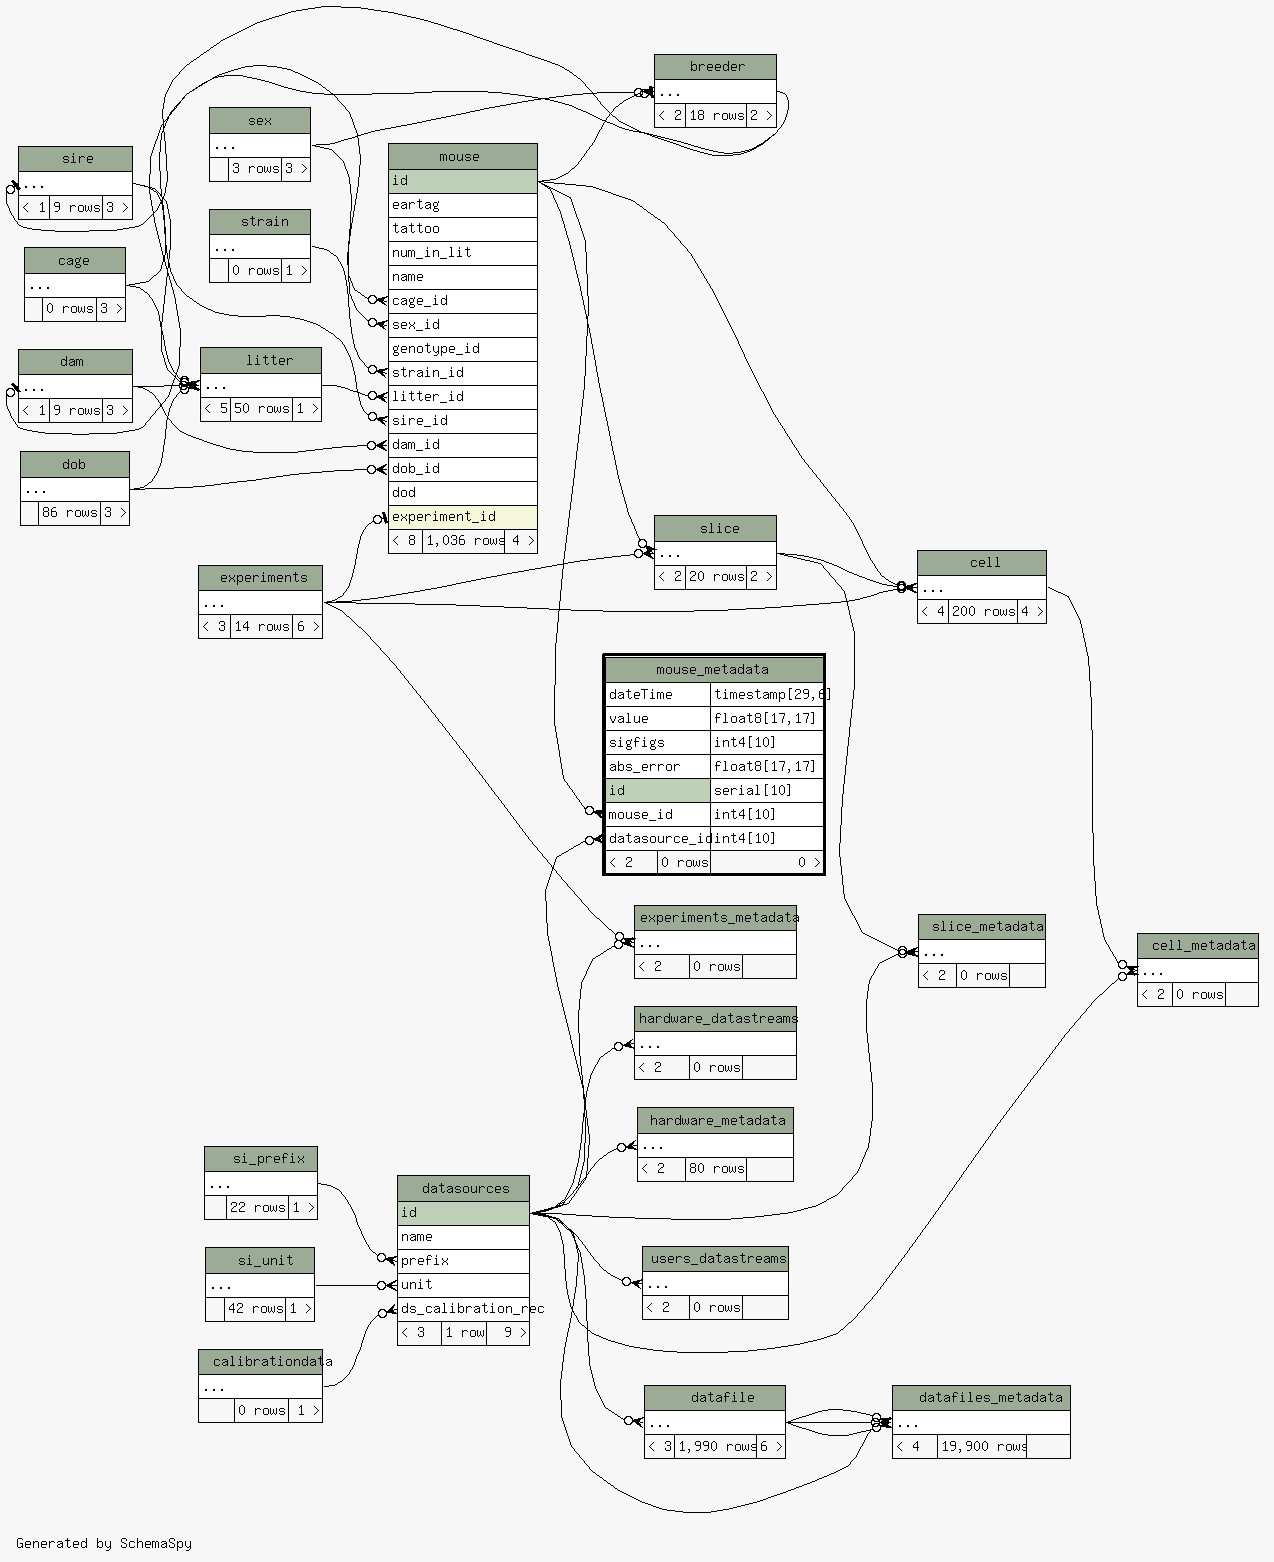 breeder
...
< 2 18 rows 2 >
sex
...
3 rows 3 >
sire
...
< 1 9 rows 3 >
strain
...
0 rows 1 >
cage
...
0 rows 3 >
dam
...
< 1 9 rows 3 >
litter
...
< 5 50 rows 1 >
dob
...
86 rows 3 >
mouse
id
eartag
tattoo
num_in_lit
name
cage_id
sex_id
genotype_id
strain_id
litter_id
sire_id
dam_id
dob_id
dod
experiment_id
< 8 1,036 rows 4 >
experiments
...
< 3 14 rows 6 >
slice
...
< 2 20 rows 2 >
cell
...
< 4 200 rows 4 >
mouse_metadata
dateTime timestamp[29,6]
value float8[17,17]
sigfigs int4[10]
abs_error float8[17,17]
id serial[10]
mouse_id int4[10]
datasource_id int4[10]
< 2 0 rows 0 >
experiments_metadata
...
< 2 0 rows
slice_metadata
...
< 2 0 rows
cell_metadata
...
< 2 0 rows
hardware_datastreams
...
< 2 0 rows
hardware_metadata
...
< 2 80 rows
si_prefix
...
22 rows 1 >
si_unit
...
42 rows 1 >
calibrationdata
...
0 rows 1 >
datasources
id
name
prefix
unit
ds_calibration_rec
< 3 1 row 9 >
users_datastreams
...
< 2 0 rows
datafile
...
< 3 1,990 rows 6 >
datafiles_metadata
...
< 4 19,900 rows
Generated by SchemaSpy